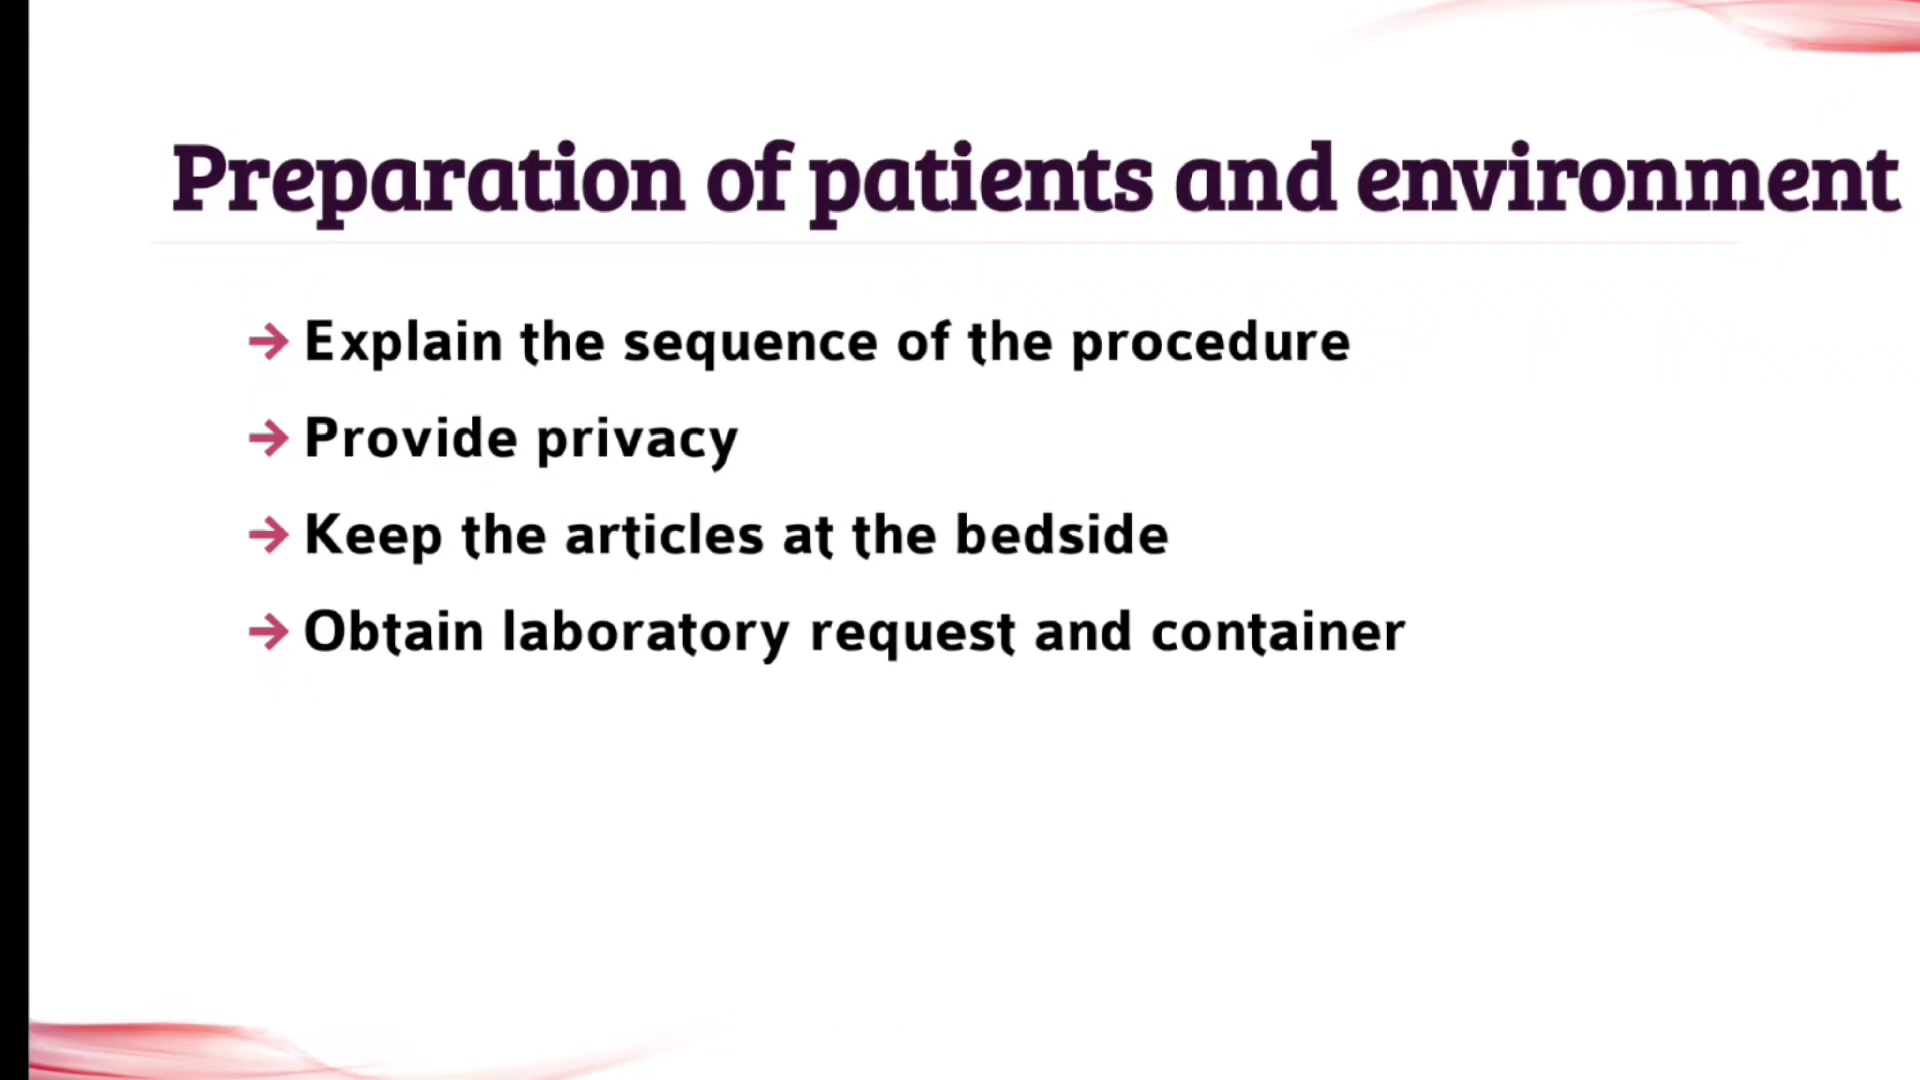 Preparation of patients and environment
→ Explain the sequence of the procedure
→ Provide privacy
→ Keep the articles at the bedside
→ Obtain laboratory request and container